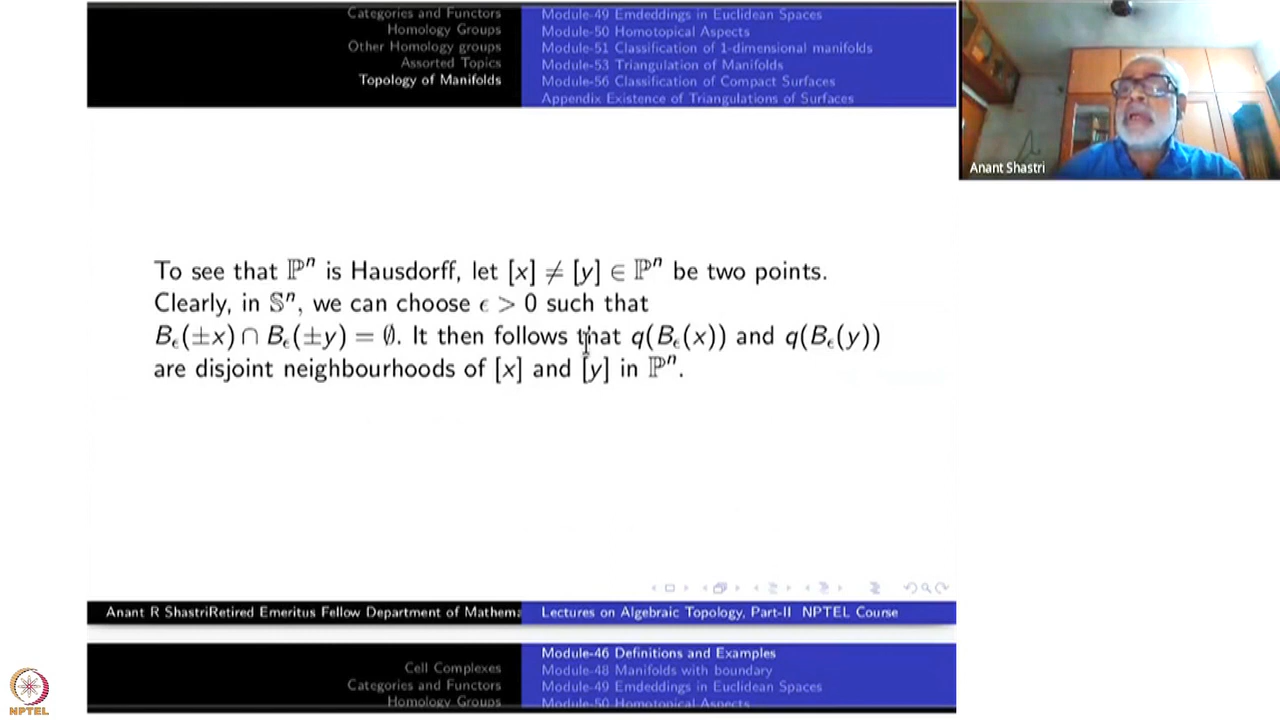 Categories and Functors
Homology Groups
Other Homology groups
Assorted Topics
Topology of Manifolds
Module-49 Emdeddings in Euclidean Spaces
Module-50 Homotopical Aspects
Module-51 Classification of 1-dimensional manifolds
Module-53 Triangulation of Manifolds
Module-56 Classification of Compact Surfaces
Appendix Existence of Triangulations of Surfaces
Anant Shastri
To see that ℙⁿ is Hausdorff, let [x] ≠ [y] ∈ ℙⁿ be two points.
Clearly, in 𝕊ⁿ, we can choose ϵ > 0 such that
B_ϵ(±x) ∩ B_ϵ(±y) = ∅. It then follows that q(B_ϵ(x)) and q(B_ϵ(y))
are disjoint neighbourhoods of [x] and [y] in ℙⁿ.
Anant R ShastriRetired Emeritus Fellow Department of Mathema
Lectures on Algebraic Topology, Part-II NPTEL Course
Cell Complexes
Categories and Functors
Homology Groups
Module-46 Definitions and Examples
Module-48 Manifolds with boundary
Module-49 Emdeddings in Euclidean Spaces
Module-50 Homotopical Aspects
NPTEL